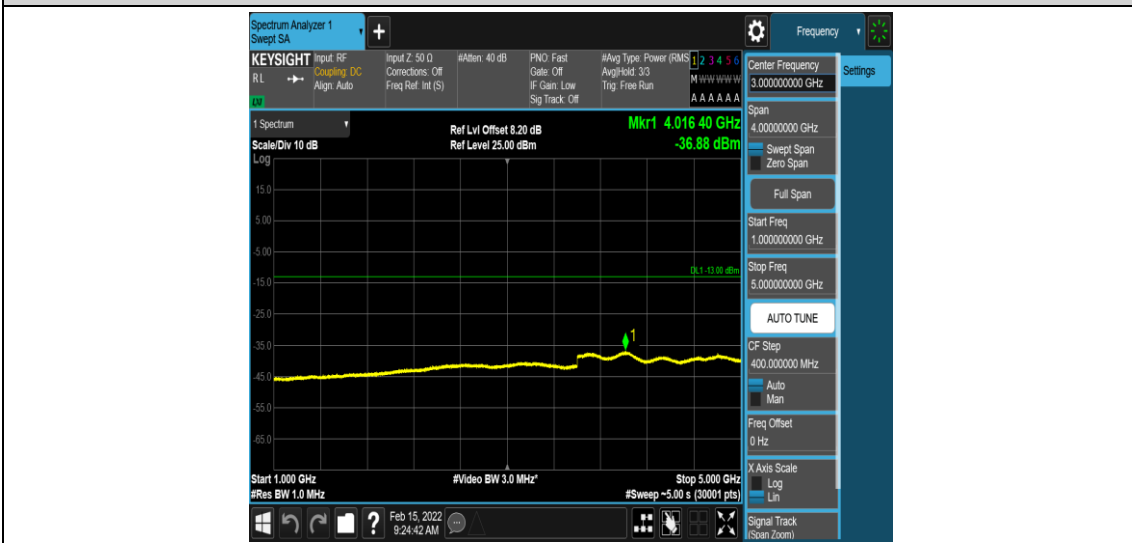 Spectrum Analyzer 1
Swept SA
+
Frequency
KEYSIGHT
RL
LXI
Input: RF
Coupling: DC
Align: Auto
Input Z: 50 Ω
Corrections: Off
Freq Ref: Int (S)
#Atten: 40 dB
PNO: Fast
Gate: Off
IF Gain: Low
Sig Track: Off
#Avg Type: Power (RMS
Avg|Hold: 3/3
Trig: Free Run
1 2 3 4 5 6
M W W W W W
A A A A A A
1 Spectrum
Scale/Div 10 dB
Log
Ref Lvl Offset 8.20 dB
Ref Level 25.00 dBm
Mkr1 4.016 40 GHz
-36.88 dBm
15.0
5.00
-5.00
DL1 -13.00 dBm
-15.0
-25.0
1
-35.0
-45.0
-55.0
-65.0
Start 1.000 GHz
#Res BW 1.0 MHz
#Video BW 3.0 MHz*
Stop 5.000 GHz
#Sweep ~5.00 s (30001 pts)
?
Feb 15, 2022
9:24:42 AM
Center Frequency
3.000000000 GHz
Settings
Span
4.00000000 GHz
Swept Span
Zero Span
Full Span
Start Freq
1.000000000 GHz
Stop Freq
5.000000000 GHz
AUTO TUNE
CF Step
400.000000 MHz
Auto
Man
Freq Offset
0 Hz
X Axis Scale
Log
Lin
Signal Track
(Span Zoom)